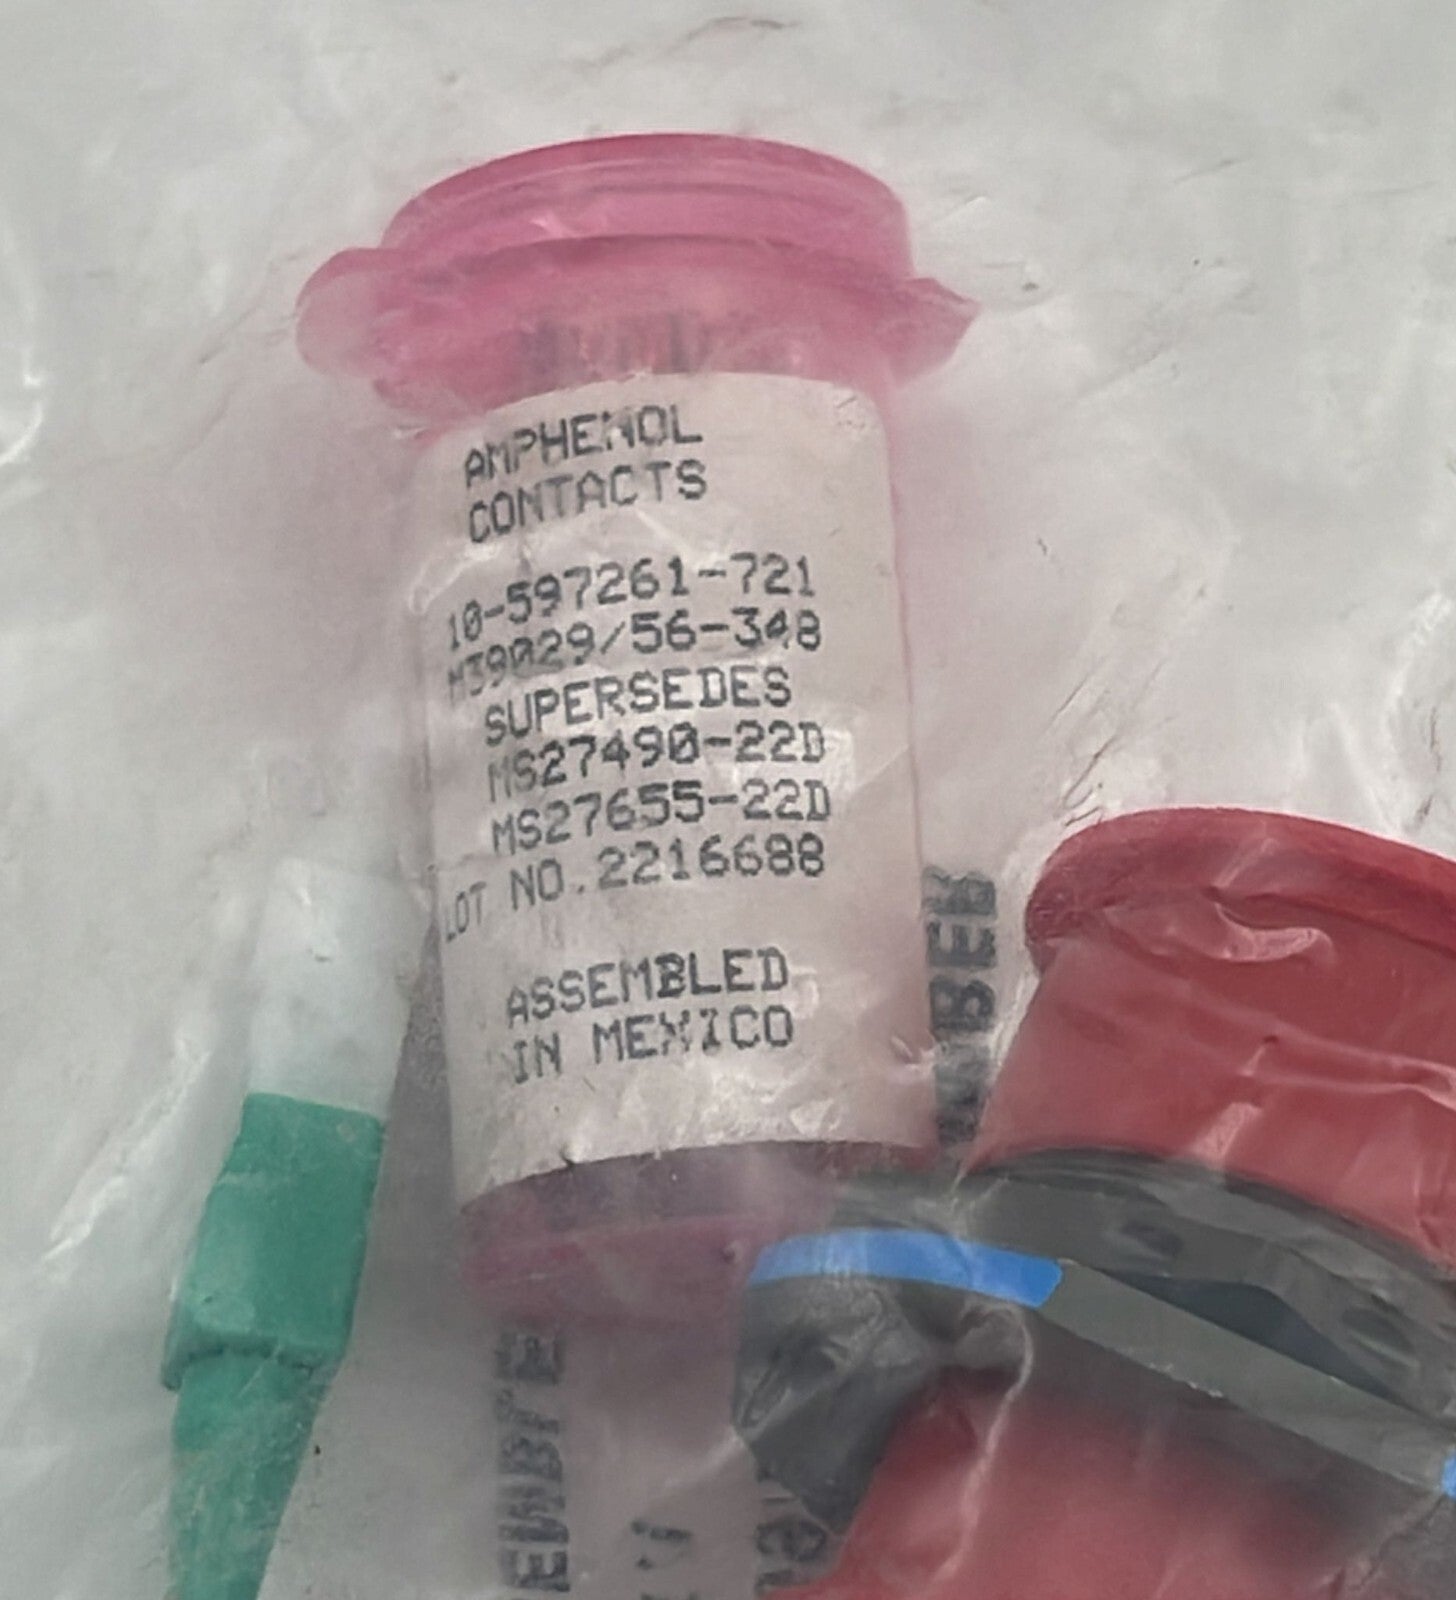 AMPHENOL
CONTACTS
10-597261-721
M39029/56-348
SUPERSEDES
MS27490-22D
MS27655-22D
LOT NO.2216688
ASSEMBLED
IN MEXICO